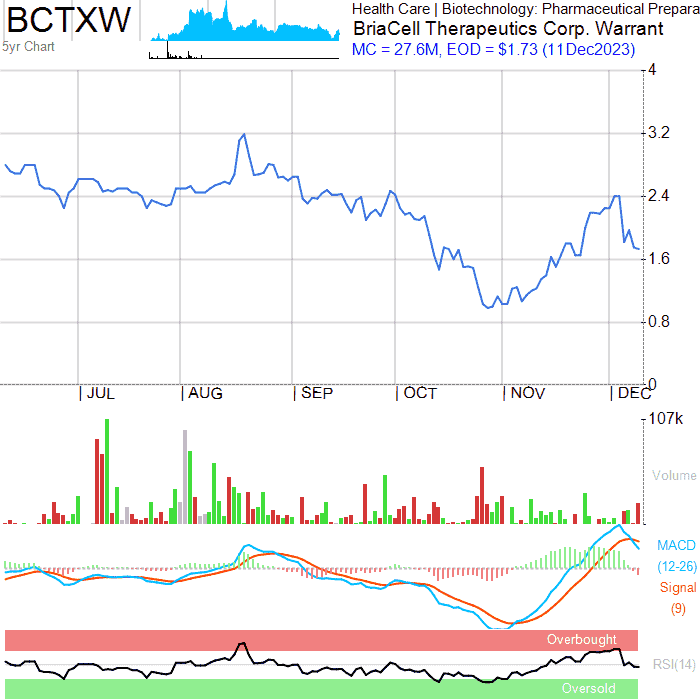 BCTXW
5yr Chart
Health Care | Biotechnology: Pharmaceutical Prepara
BriaCell Therapeutics Corp. Warrant
MC = 27.6M, EOD = $1.73 (11Dec2023)
4
3.2
2.4
1.6
0.8
0
| JUL | AUG | SEP | OCT | NOV | DEC
107k
Volume
MACD
(12-26)
Signal
(9)
Overbought
RSI(14)
Oversold